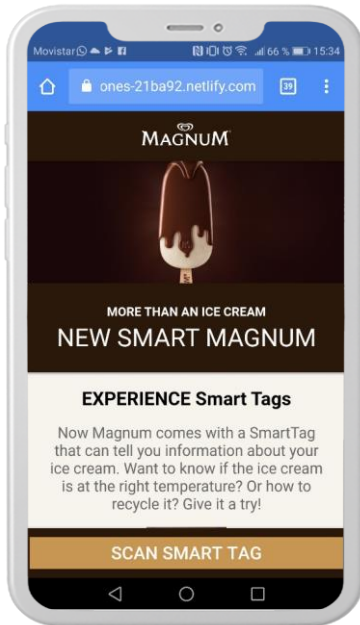 Movistar 66 % 15:34
ones-21ba92.netlify.com 39
MAGNUM
MORE THAN AN ICE CREAM
NEW SMART MAGNUM
EXPERIENCE Smart Tags
Now Magnum comes with a SmartTag
that can tell you information about your
ice cream. Want to know if the ice cream
is at the right temperature? Or how to
recycle it? Give it a try!
SCAN SMART TAG